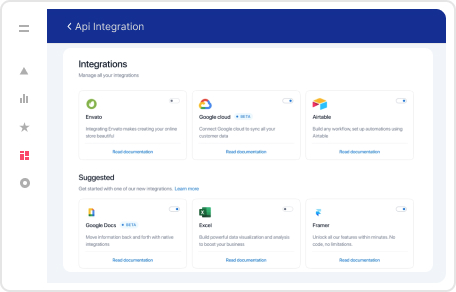 Api Integration
Integrations
Manage all your integrations
Envato
Integrating Envato makes creating your online
store beautiful
Read documentation
Google cloud BETA
Connect Google cloud to sync all your
customer data
Read documentation
Airtable
Build any workflow, set up automations using
Airtable
Read documentation
Suggested
Get started with one of our new integrations. Learn more
Google Docs BETA
Move information back and forth with native
integrations
Read documentation
Excel
Build powerful data visualization and analysis
to boost your business
Read documentation
Framer
Unlock all our features within minutes. No
code, no limitations
Read documentation